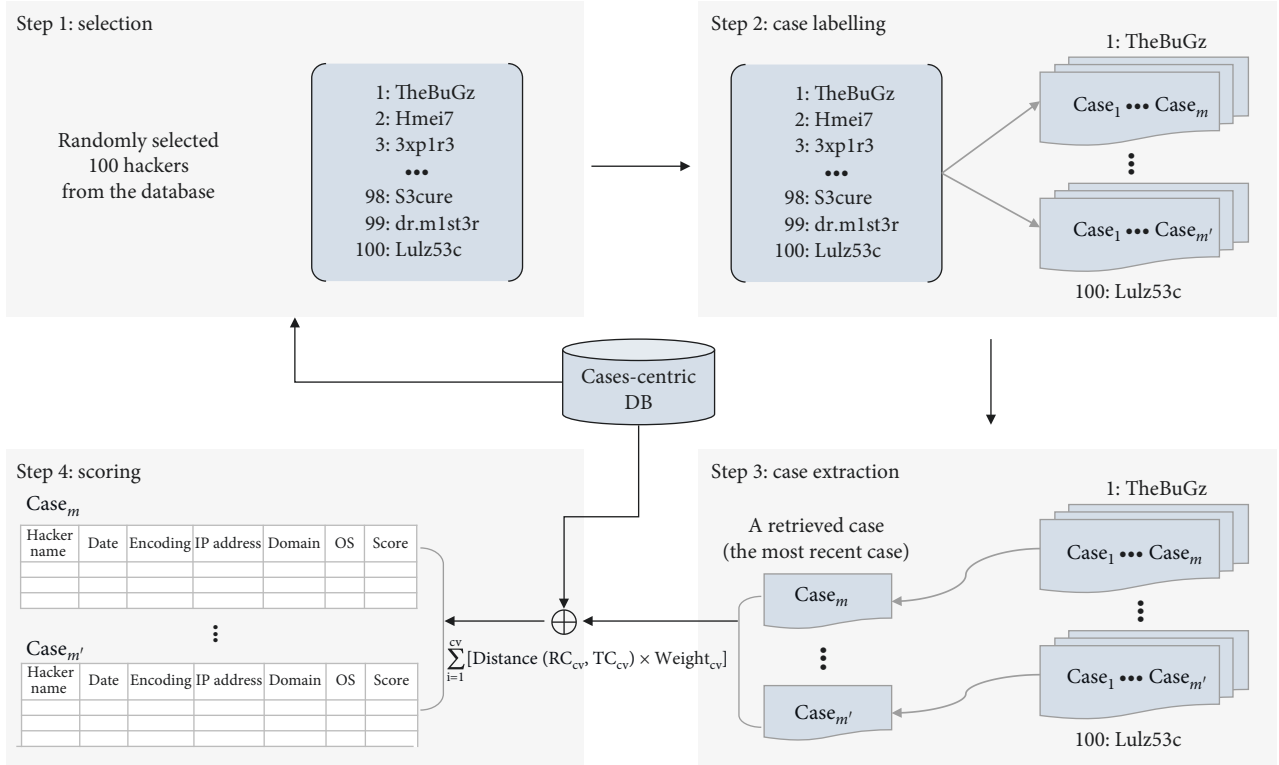 Step 1: selection
Randomly selected
100 hackers
from the database
1: TheBuGz
2: Hmei7
3: 3xp1r3
•••
98: S3cure
99: dr.m1st3r
100: Lulz53c
Step 2: case labelling
1: TheBuGz
2: Hmei7
3: 3xp1r3
•••
98: S3cure
99: dr.m1st3r
100: Lulz53c
1: TheBuGz
Case1 ••• Casem
Case1 ••• Casem′
100: Lulz53c
Cases-centric
DB
Step 3: case extraction
1: TheBuGz
Case1 ••• Casem
Case1 ••• Casem′
100: Lulz53c
A retrieved case
(the most recent case)
Casem
Casem′
cv
∑ [Distance (RCcv, TCcv) × Weightcv]
i=1
Step 4: scoring
Casem
Hacker name Date Encoding IP address Domain OS Score
Casem′
Hacker name Date Encoding IP address Domain OS Score